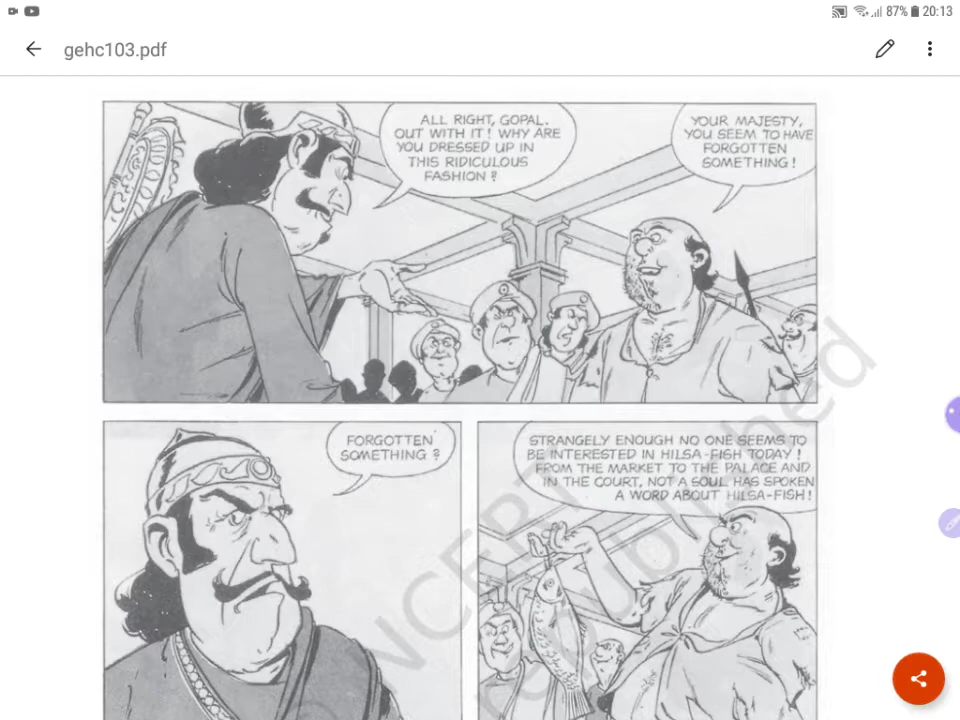 87% 20:13
gehc103.pdf
ALL RIGHT, GOPAL.
OUT WITH IT! WHY ARE
YOU DRESSED UP IN
THIS RIDICULOUS
FASHION?
YOUR MAJESTY,
YOU SEEM TO HAVE
FORGOTTEN
SOMETHING!
FORGOTTEN
SOMETHING?
STRANGELY ENOUGH NO ONE SEEMS TO
BE INTERESTED IN HILSA-FISH TODAY!
FROM THE MARKET TO THE PALACE AND
IN THE COURT, NOT A SOUL HAS SPOKEN
A WORD ABOUT HILSA-FISH!
NCERT
republished